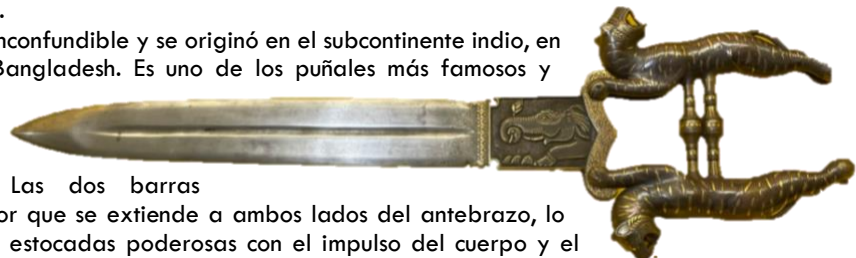 .
inconfundible y se originó en el subcontinente indio, en
Bangladesh. Es uno de los puñales más famosos y
Las dos barras
or que se extiende a ambos lados del antebrazo, lo
estocadas poderosas con el impulso del cuerpo y el